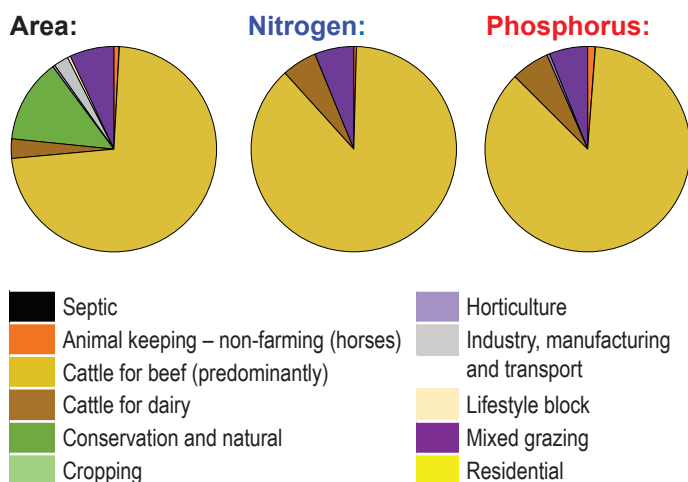 Area:
Nitrogen:
Phosphorus:
Septic
Animal keeping – non-farming (horses)
Cattle for beef (predominantly)
Cattle for dairy
Conservation and natural
Cropping
Horticulture
Industry, manufacturing
and transport
Lifestyle block
Mixed grazing
Residential